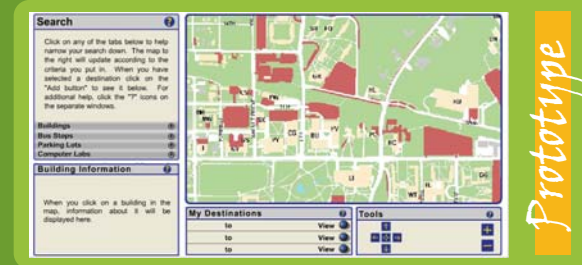 Search
?
Click on any of the tabs below to help
narrow your search down. The map to
the right will update according to the
criteria you put in. When you have
selected a destination click on the
"Add button" to see it below. For
additional help, click the "?" icons on
the separate windows.
Buildings
Bus Stops
Parking Lots
Computer Labs
Building Information
?
When you click on a building in the
map, information about it will be
displayed here.
My Destinations
?
to View
to View
to View
Tools
?
Prototype